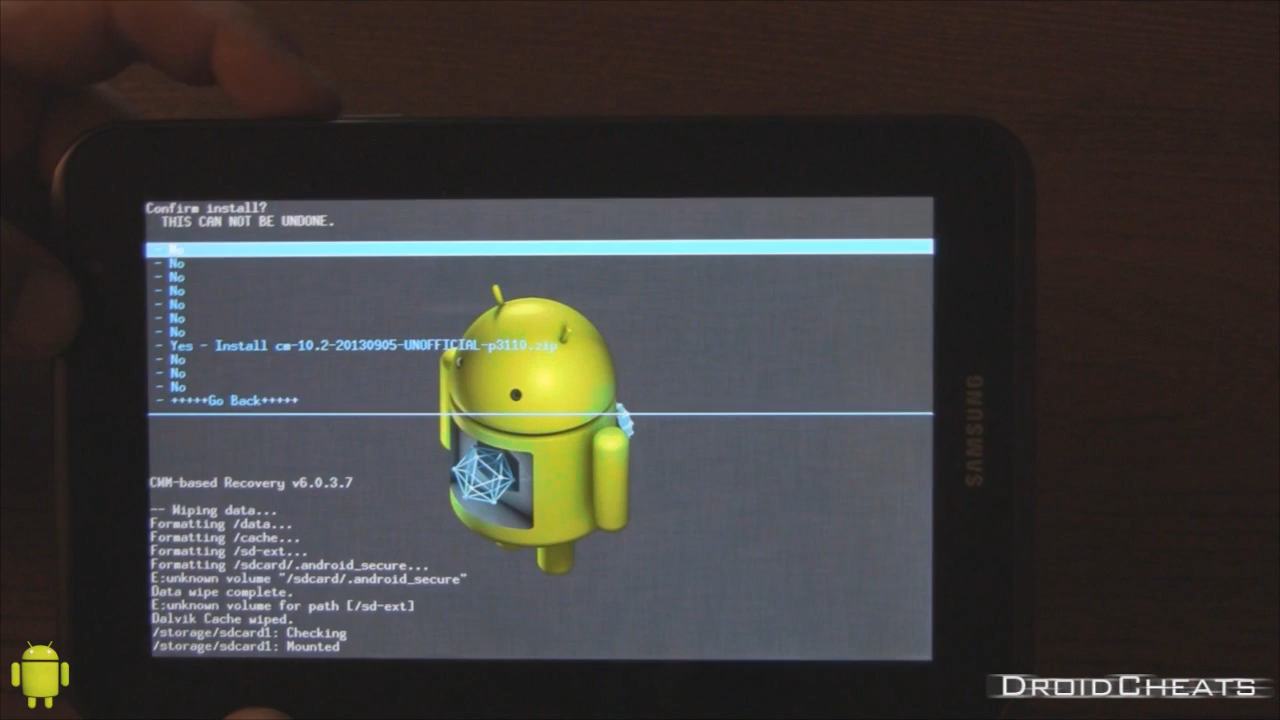 Confirm install?
THIS CAN NOT BE UNDONE.
- No
- No
- No
- No
- No
- No
- No
- Yes - Install cm-10.2-20130905-UNOFFICIAL-p3110.zip
- No
- No
- No
- +++++Go Back+++++
CWM-based Recovery v6.0.3.7
-- Wiping data...
Formatting /data...
Formatting /cache...
Formatting /sd-ext...
Formatting /sdcard/.android_secure...
E:unknown volume "/sdcard/.android_secure"
Data wipe complete.
E:unknown volume for path [/sd-ext]
Dalvik Cache wiped.
/storage/sdcard1: Checking
/storage/sdcard1: Mounted
SAMSUNG
DROIDCHEATS